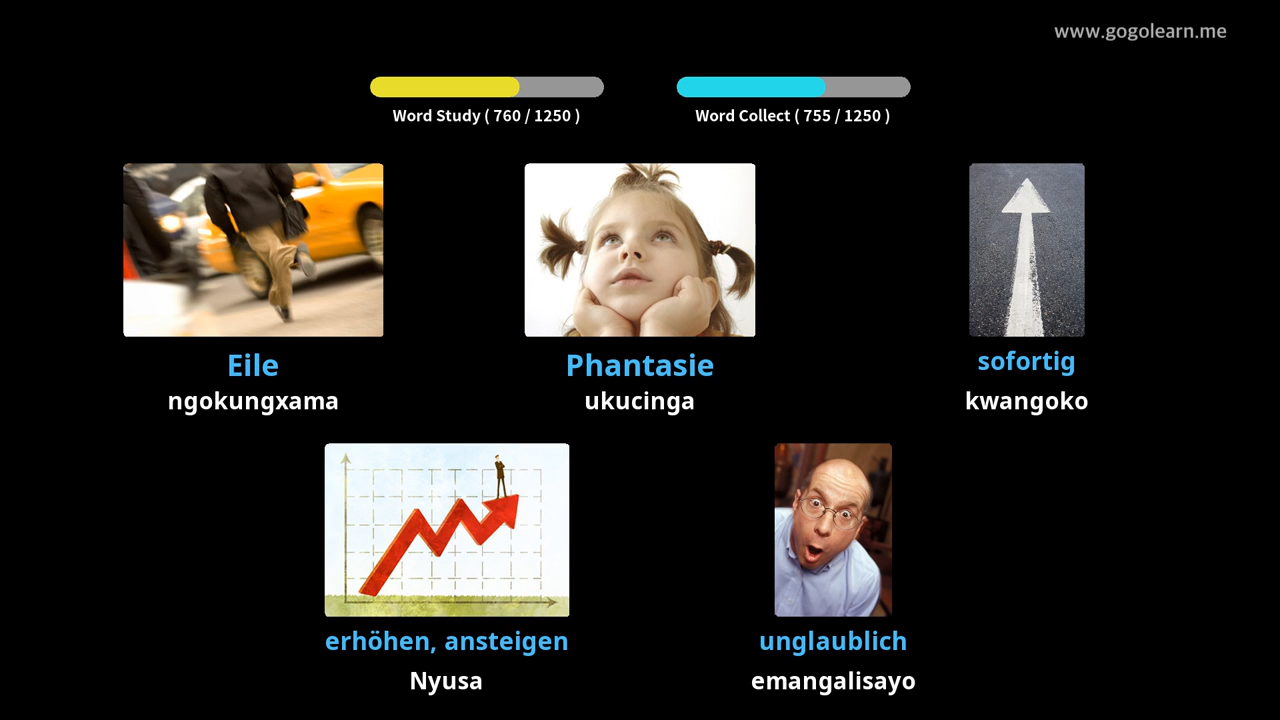 www.gogolearn.me
Word Study ( 760 / 1250 )
Word Collect ( 755 / 1250 )
Eile
ngokungxama
Phantasie
ukucinga
sofortig
kwangoko
erhöhen, ansteigen
Nyusa
unglaublich
emangalisayo